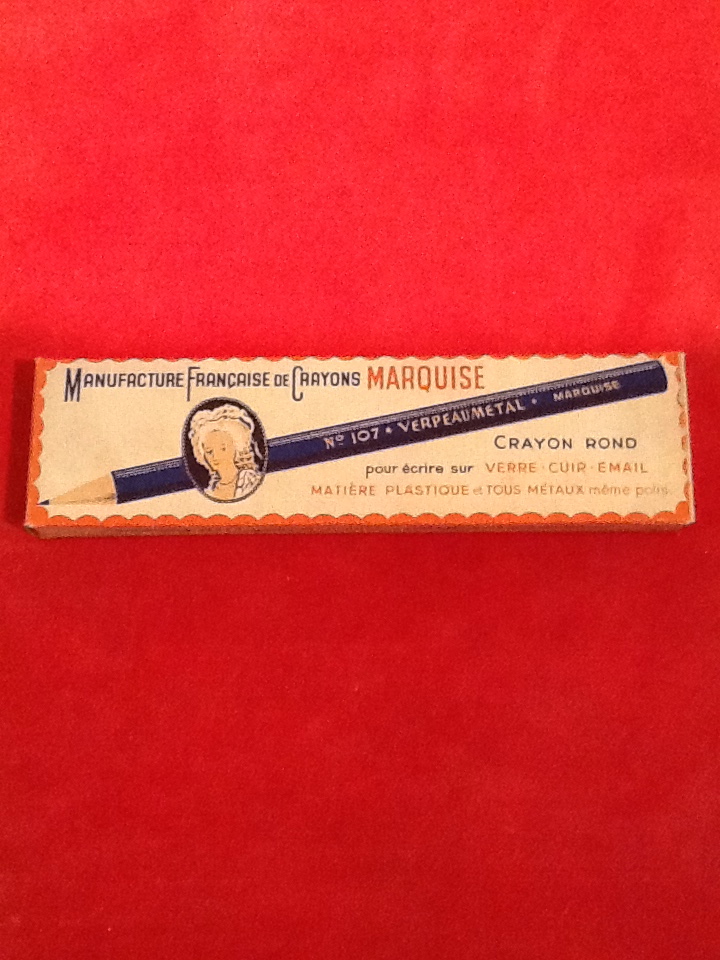 MANUFACTURE FRANÇAISE DE CRAYONS MARQUISE
Nº 107 • VERPEAUMETAL • MARQUISE
CRAYON ROND
pour écrire sur VERRE - CUIR - EMAIL
MATIÈRE PLASTIQUE et TOUS MÉTAUX même polis